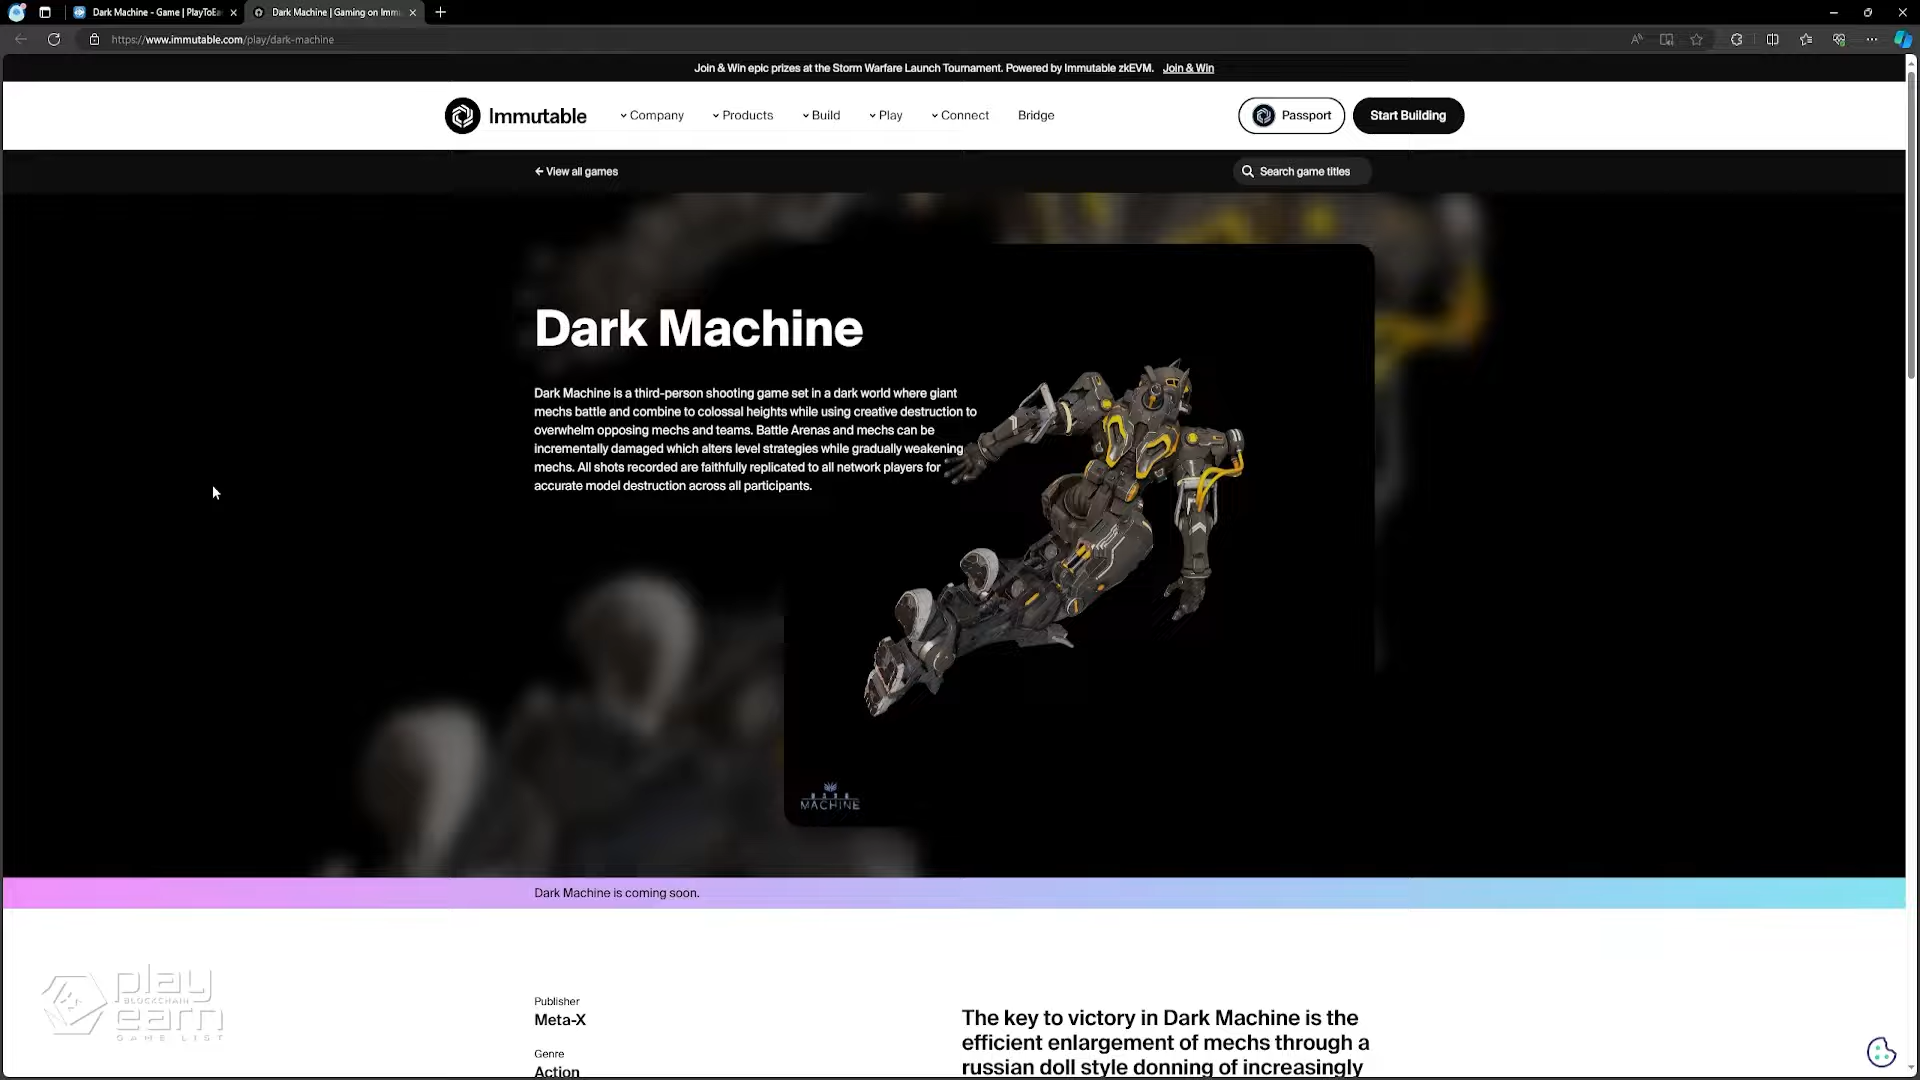 Dark Machine - Game | PlayToEa
Dark Machine | Gaming on Imm
https://www.immutable.com/play/dark-machine
Join & Win epic prizes at the Storm Warfare Launch Tournament. Powered by Immutable zkEVM. Join & Win
Immutable
Company
Products
Build
Play
Connect
Bridge
Passport
Start Building
View all games
Search game titles
Dark Machine
Dark Machine is a third-person shooting game set in a dark world where giant
mechs battle and combine to colossal heights while using creative destruction to
overwhelm opposing mechs and teams. Battle Arenas and mechs can be
incrementally damaged which alters level strategies while gradually weakening
mechs. All shots recorded are faithfully replicated to all network players for
accurate model destruction across all participants.
MACHINE
Dark Machine is coming soon.
Publisher
Meta-X
Genre
Action
The key to victory in Dark Machine is the
efficient enlargement of mechs through a
russian doll style donning of increasingly
play
BLOCKCHAIN
earn
GAME LIST